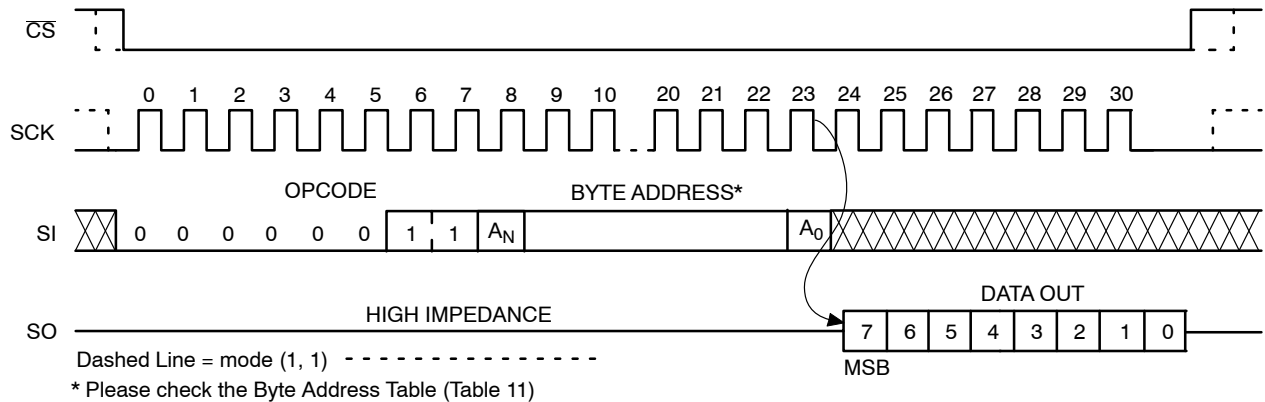 CS
0 1 2 3 4 5 6 7 8 9 10 20 21 22 23 24 25 26 27 28 29 30
SCK
OPCODE BYTE ADDRESS*
SI 0 0 0 0 0 0 1 1 AN A0
DATA OUT
HIGH IMPEDANCE
SO 7 6 5 4 3 2 1 0
Dashed Line = mode (1, 1) - - - - - - - - - - - - - -
MSB
* Please check the Byte Address Table (Table 11)